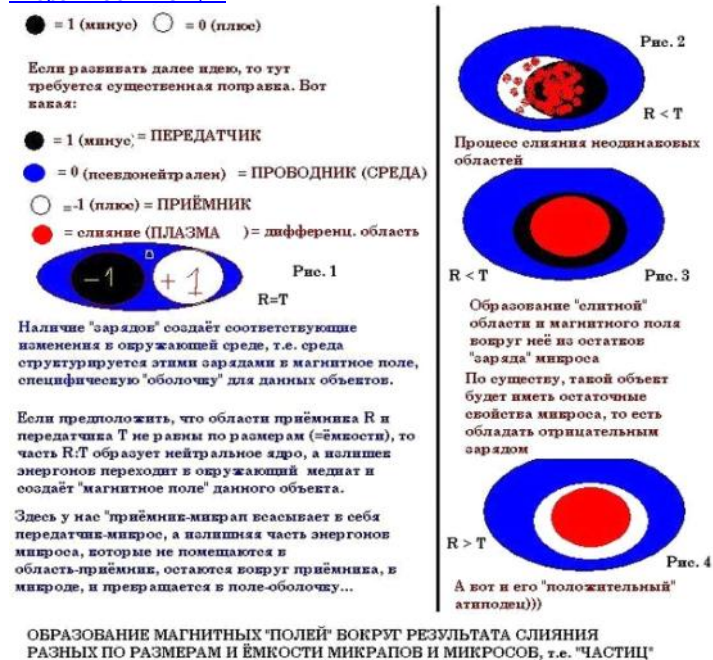 = 1 (минус) = 0 (плюс)
Если развивать далее идею, то тут
требуется существенная поправка. Вот
какая:
= 1 (минус) = ПЕРЕДАТЧИК
= 0 (псевдонейтрален) = ПРОВОДНИК (СРЕДА)
=-1 (плюс) = ПРИЁМНИК
= слияние (ПЛАЗМА )= дифференц. область
-1 +1
Рис. 1
R=T
Наличие "зарядов" создаёт соответствующие
изменения в окружающей среде, т.е. среда
структурируется этими зарядами в магнитное поле,
специфическую "оболочку" для данных объектов.
Если предположить, что области приёмника R и
передатчика T не равны по размерам (=ёмкости), то
часть R:T образует нейтральное ядро, а излишек
энергонов переходит в окружающий медиат и
создаёт "магнитное поле" данного объекта.
Здесь у нас "приёмник-микрап всасывает в себя
передатчик-микрос, а излишняя часть энергонов
микроса, которые не помещаются в
область-приёмник, остаются вокруг приёмника, в
микроде, и превращается в поле-оболочку...
Рис. 2
R < T
Процесс слияния неодинаковых
областей
R < T
Рис. 3
Образование "слитной"
области и магнитного поля
вокруг неё из остатков
"заряда" микроса
По существу, такой объект
будет иметь остаточные
свойства микроса, то есть
обладать отрицательным
зарядом
R > T
Рис. 4
А вот и его "положительный"
атиподец)))
ОБРАЗОВАНИЕ МАГНИТНЫХ "ПОЛЕЙ" ВОКРУГ РЕЗУЛЬТАТА СЛИЯНИЯ
РАЗНЫХ ПО РАЗМЕРАМ И ЁМКОСТИ МИКРАПОВ И МИКРОСОВ, т.е. "ЧАСТИЦ"